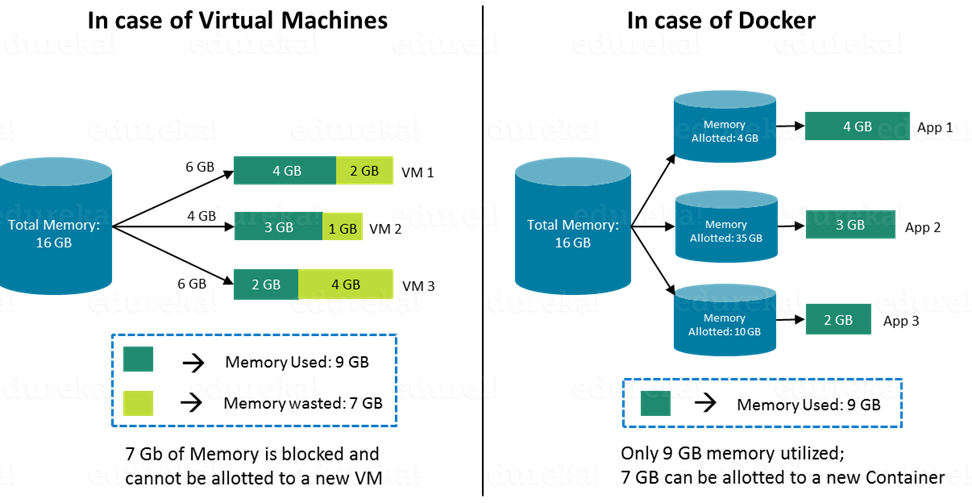 In case of Virtual Machines
Total Memory:
16 GB
6 GB
4 GB
2 GB
VM 1
4 GB
3 GB
1 GB
VM 2
6 GB
2 GB
4 GB
VM 3
→ Memory Used: 9 GB
→ Memory wasted: 7 GB
7 Gb of Memory is blocked and
cannot be allotted to a new VM
In case of Docker
Total Memory:
16 GB
Memory
Allotted: 4 GB
4 GB
App 1
Memory
Allotted: 35 GB
3 GB
App 2
Memory
Allotted: 10 GB
2 GB
App 3
→ Memory Used: 9 GB
Only 9 GB memory utilized;
7 GB can be allotted to a new Container
edureka!